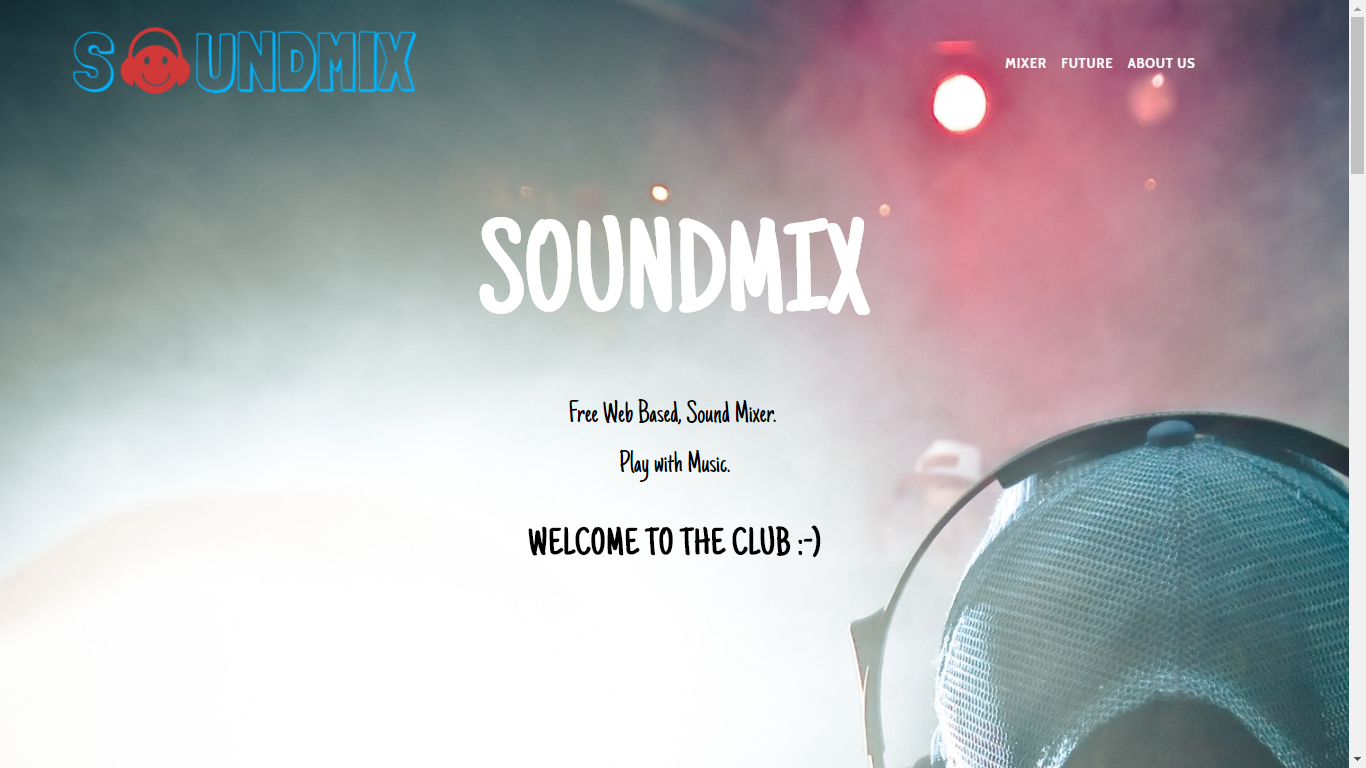 SOUNDMIX
MIXER FUTURE ABOUT US
SOUNDMIX
Free Web Based, Sound Mixer.
Play with Music.
WELCOME TO THE CLUB :-)